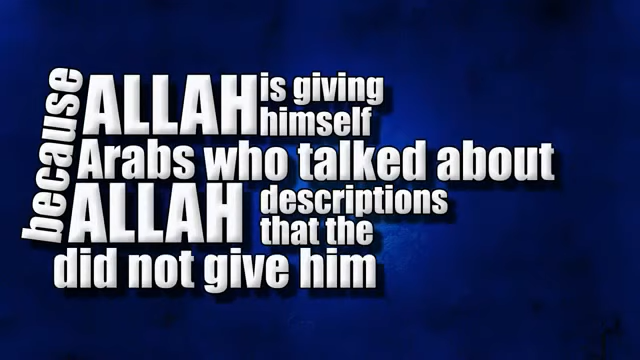 because
ALLAH
is giving
himself
Arabs who talked about
ALLAH
descriptions
that the
did not give him